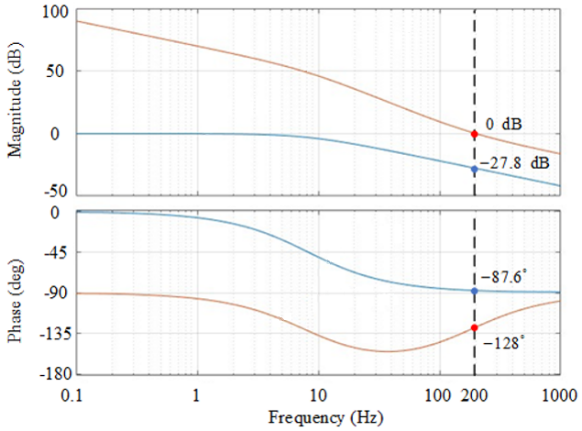 100
Magnitude (dB)
50
0
0 dB
−27.8 dB
-50
0
Phase (deg)
-45
−87.6°
-90
-135
−128°
-180
0.1 1 10 100 200 1000
Frequency (Hz)